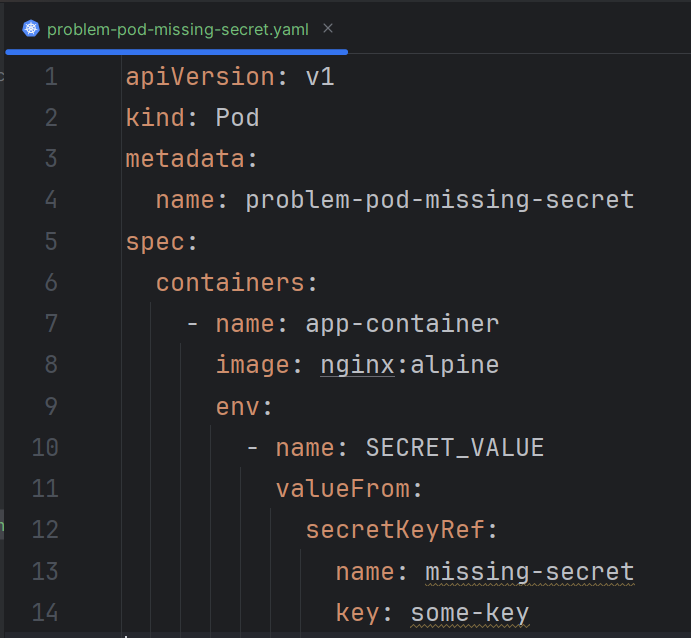 problem-pod-missing-secret.yaml
1 apiVersion: v1
2 kind: Pod
3 metadata:
4   name: problem-pod-missing-secret
5 spec:
6   containers:
7     - name: app-container
8       image: nginx:alpine
9       env:
10         - name: SECRET_VALUE
11           valueFrom:
12             secretKeyRef:
13               name: missing-secret
14               key: some-key